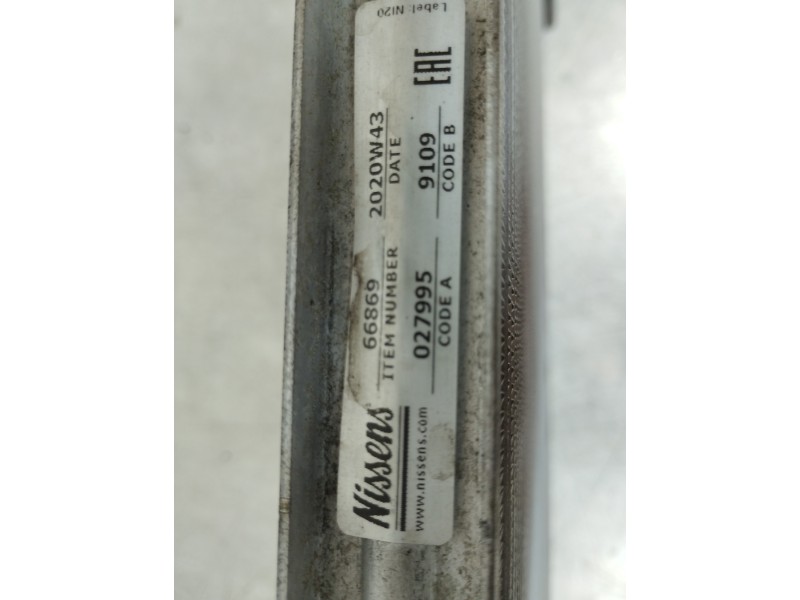 Nissens
www.nissens.com
66869
ITEM NUMBER
2020W43
DATE
027995
CODE A
9109
CODE B
EAC
Label: NI20